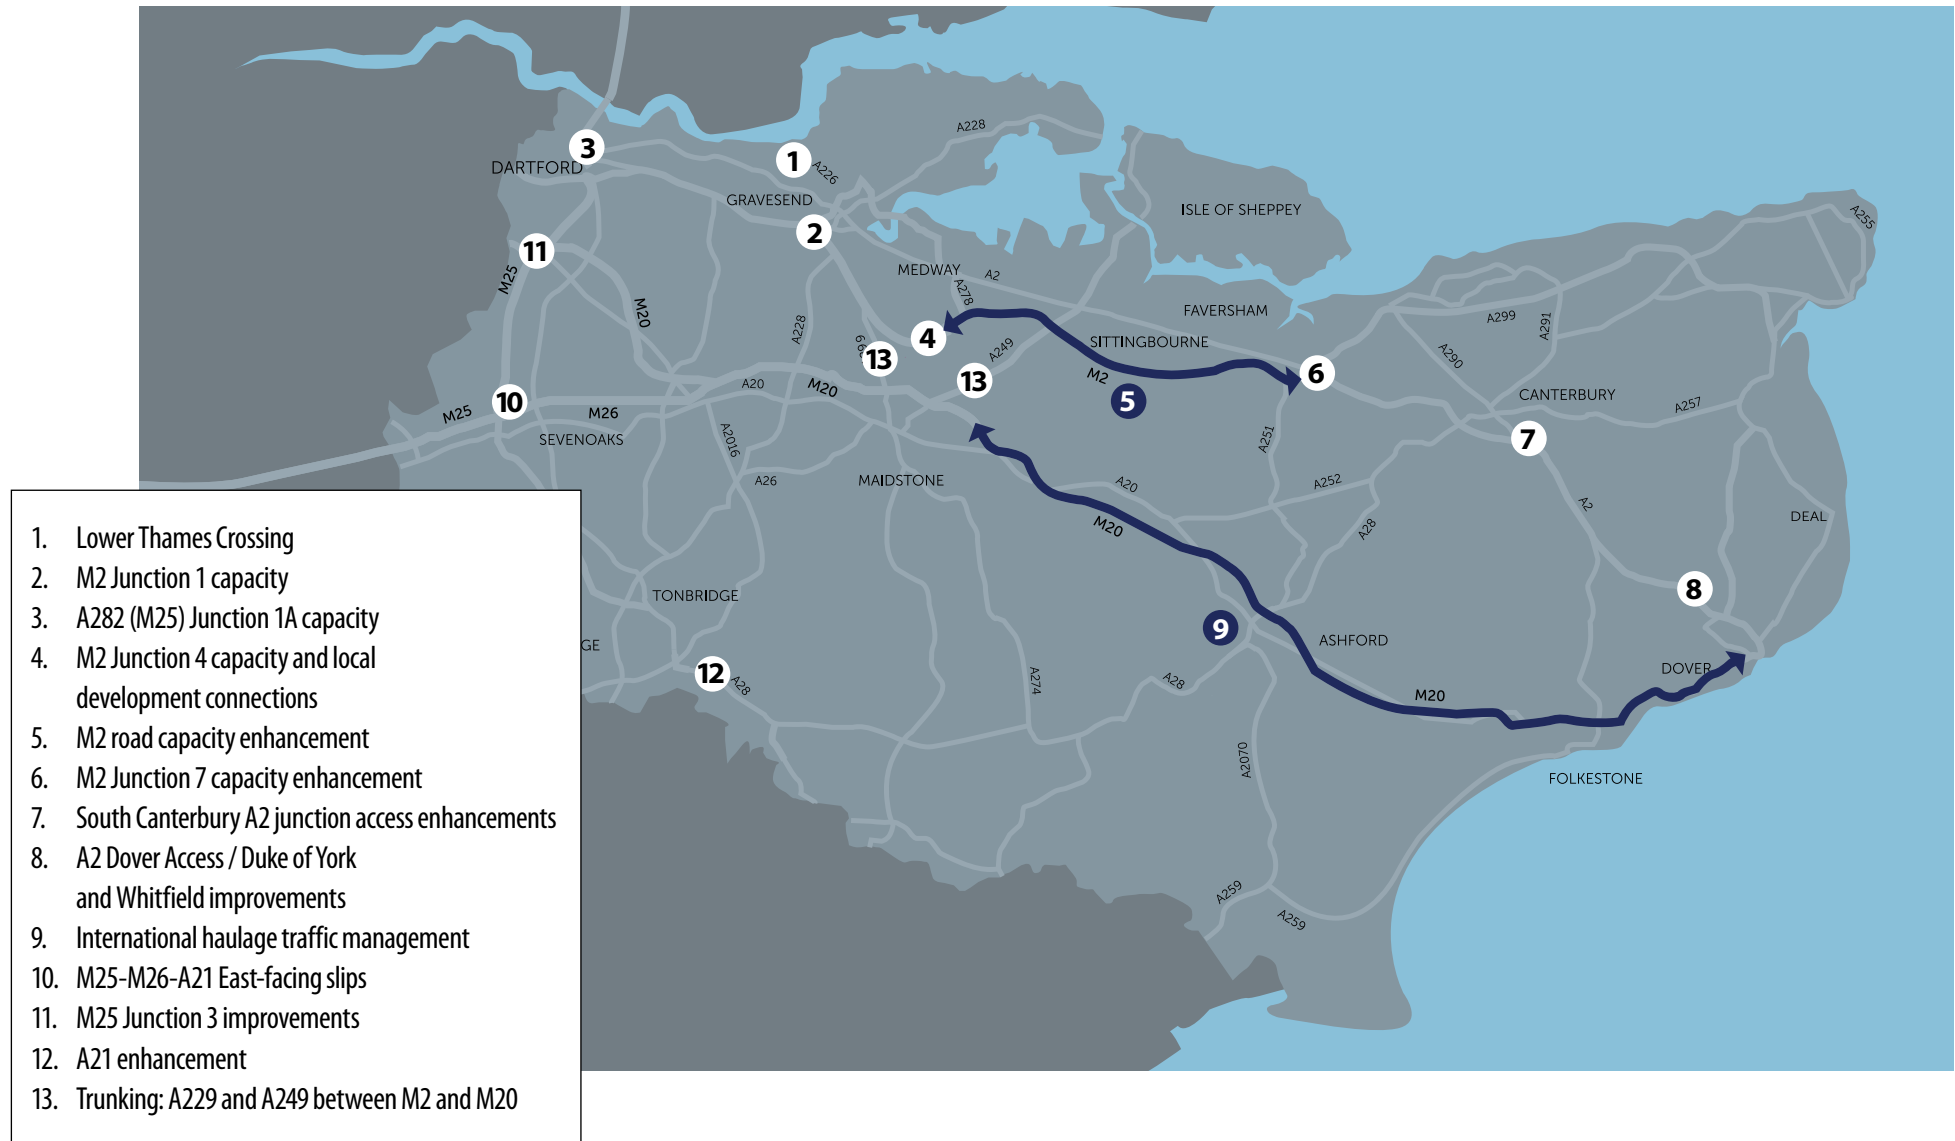 A228
3
1
DARTFORD
A226
GRAVESEND
ISLE OF SHEPPEY
A255
2
11
MEDWAY
A2
M25
A278
M20
FAVERSHAM
A299
A291
A228
4
SITTINGBOURNE
13
A249
A290
13
M2
6
A20
M20
5
CANTERBURY
A257
M25
10
M26
SEVENOAKS
A2016
A251
7
A26
MAIDSTONE
A20
A252
A2
M20
A28
DEAL
TONBRIDGE
8
9
GE
ASHFORD
12
A28
A274
A28
DOVER
M20
A2070
FOLKESTONE
A259
A259
1. Lower Thames Crossing
2. M2 Junction 1 capacity
3. A282 (M25) Junction 1A capacity
4. M2 Junction 4 capacity and local
development connections
5. M2 road capacity enhancement
6. M2 Junction 7 capacity enhancement
7. South Canterbury A2 junction access enhancements
8. A2 Dover Access / Duke of York
and Whitfield improvements
9. International haulage traffic management
10. M25-M26-A21 East-facing slips
11. M25 Junction 3 improvements
12. A21 enhancement
13. Trunking: A229 and A249 between M2 and M20